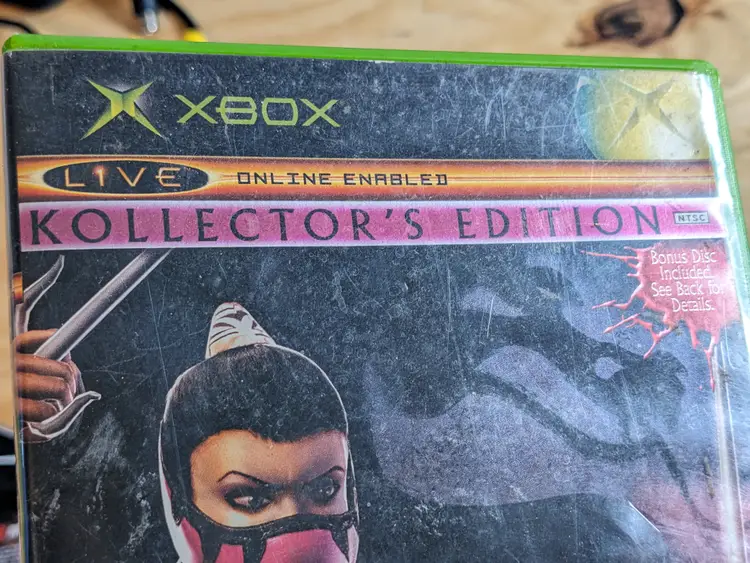 XBOX
LIVE ONLINE ENABLED
KOLLECTOR'S EDITION NTSC
Bonus Disc
Included.
See Back for
Details.